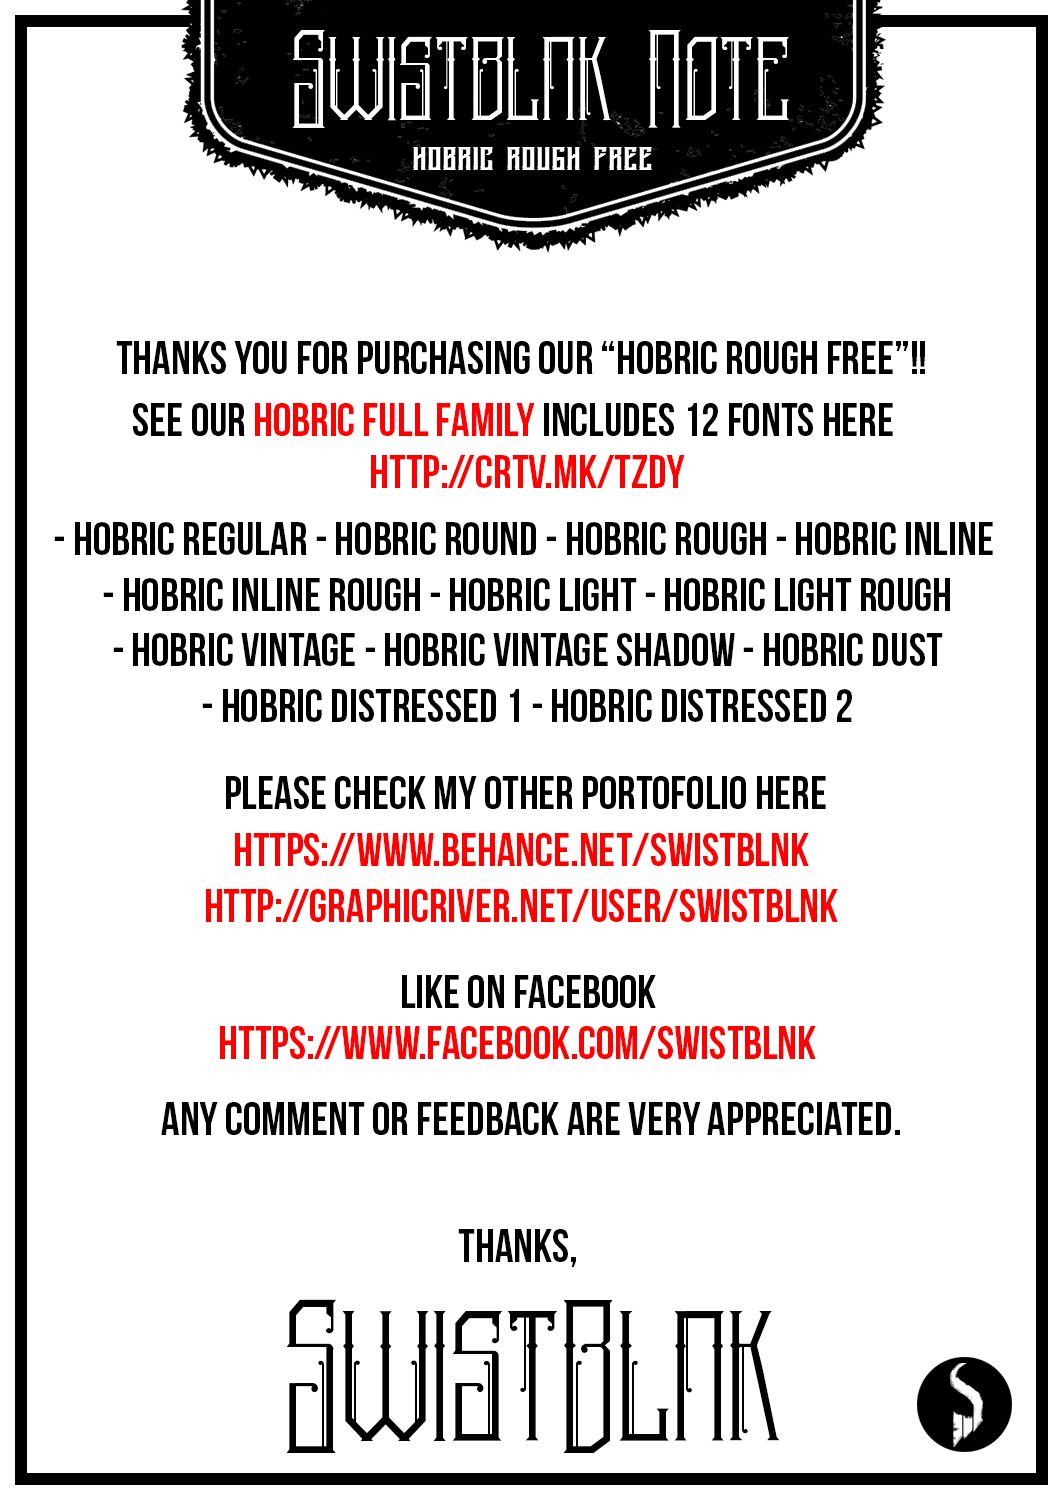 SwistBlnk Note
HOBRIC ROUGH FREE
THANKS YOU FOR PURCHASING OUR “HOBRIC ROUGH FREE”!!
SEE OUR HOBRIC FULL FAMILY INCLUDES 12 FONTS HERE
HTTP://CRTV.MK/TZDY
- HOBRIC REGULAR - HOBRIC ROUND - HOBRIC ROUGH - HOBRIC INLINE
- HOBRIC INLINE ROUGH - HOBRIC LIGHT - HOBRIC LIGHT ROUGH
- HOBRIC VINTAGE - HOBRIC VINTAGE SHADOW - HOBRIC DUST
- HOBRIC DISTRESSED 1 - HOBRIC DISTRESSED 2
PLEASE CHECK MY OTHER PORTOFOLIO HERE
HTTPS://WWW.BEHANCE.NET/SWISTBLNK
HTTP://GRAPHICRIVER.NET/USER/SWISTBLNK
LIKE ON FACEBOOK
HTTPS://WWW.FACEBOOK.COM/SWISTBLNK
ANY COMMENT OR FEEDBACK ARE VERY APPRECIATED.
THANKS,
SwistBlnk